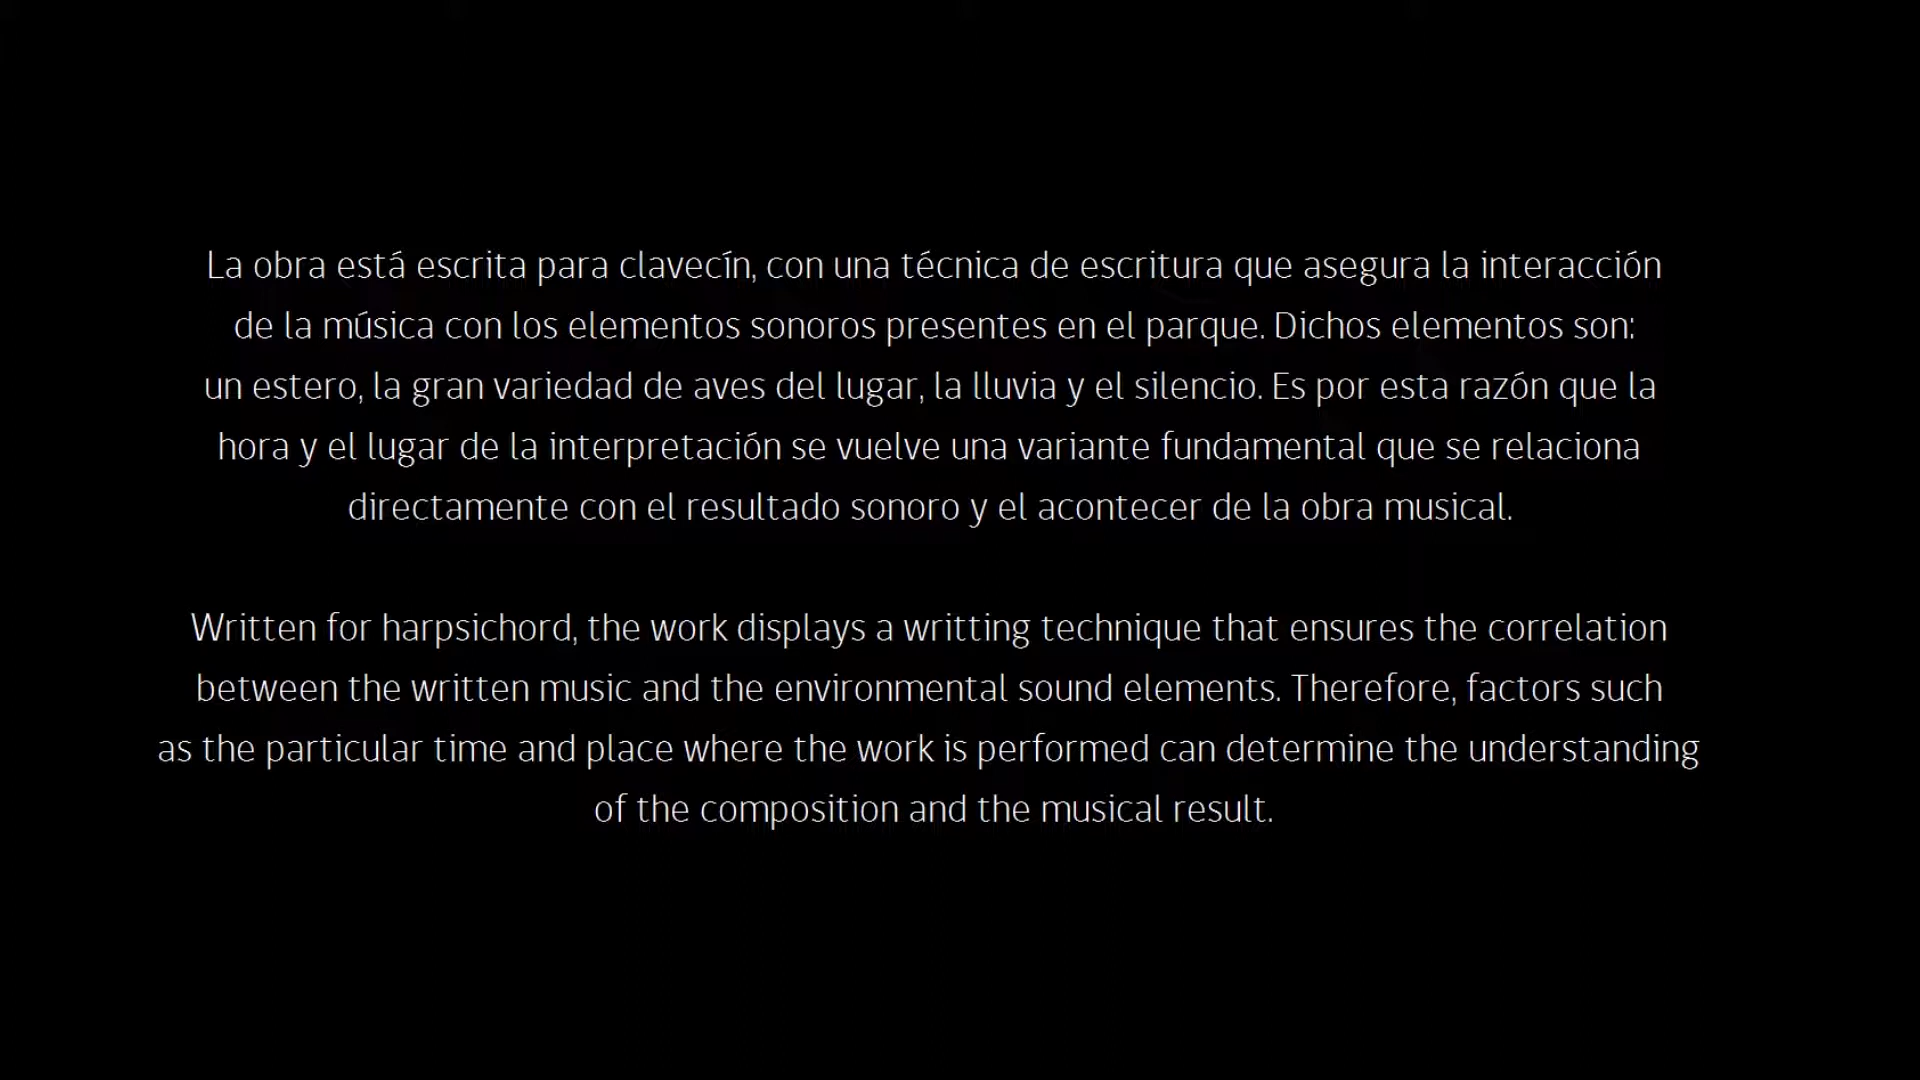 La obra está escrita para clavecín, con una técnica de escritura que asegura la interacción
de la música con los elementos sonoros presentes en el parque. Dichos elementos son:
un estero, la gran variedad de aves del lugar, la lluvia y el silencio. Es por esta razón que la
hora y el lugar de la interpretación se vuelve una variante fundamental que se relaciona
directamente con el resultado sonoro y el acontecer de la obra musical.
Written for harpsichord, the work displays a writting technique that ensures the correlation
between the written music and the environmental sound elements. Therefore, factors such
as the particular time and place where the work is performed can determine the understanding
of the composition and the musical result.